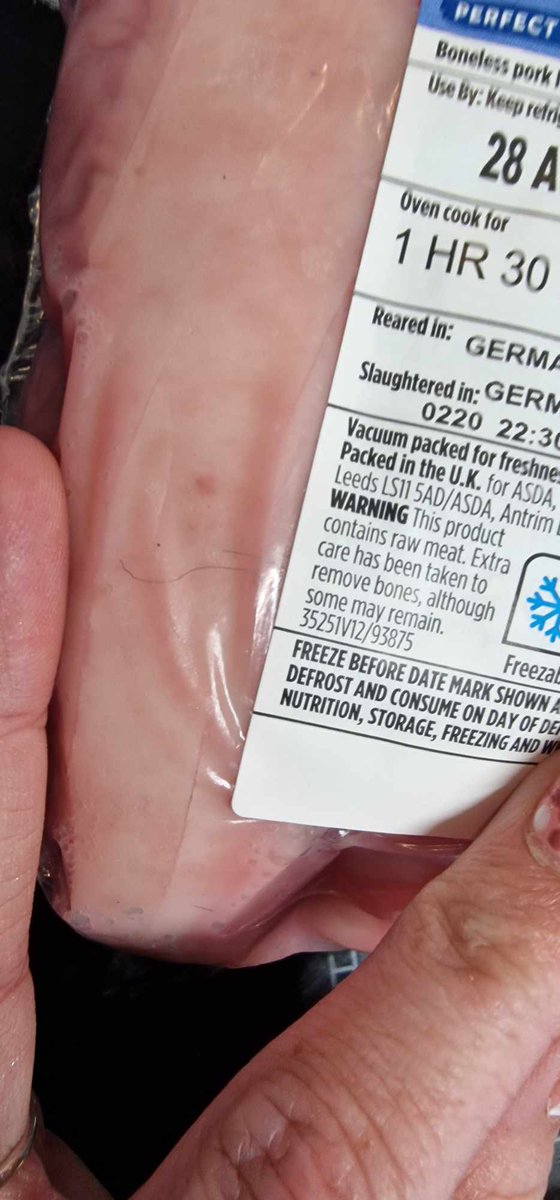 PERFECT
Boneless pork
Use By: Keep
28 A
Oven cook for
1 HR 30
Reared in: GERMA
Slaughtered in: GERM
0220 22:30
Vacuum packed for
Packed in the U.K. for ASDA,
Leeds LS11 5AD/ASDA, Antrim
WARNING This product
contains raw meat. Extra
care has been taken to
remove bones, although
some may remain.
35251V12/93875
Freezab
FREEZE BEFORE DATE MARK SHOWN A
DEFROST AND CONSUME ON DAY OF DE
NUTRITION, STORAGE, FREEZING AND W